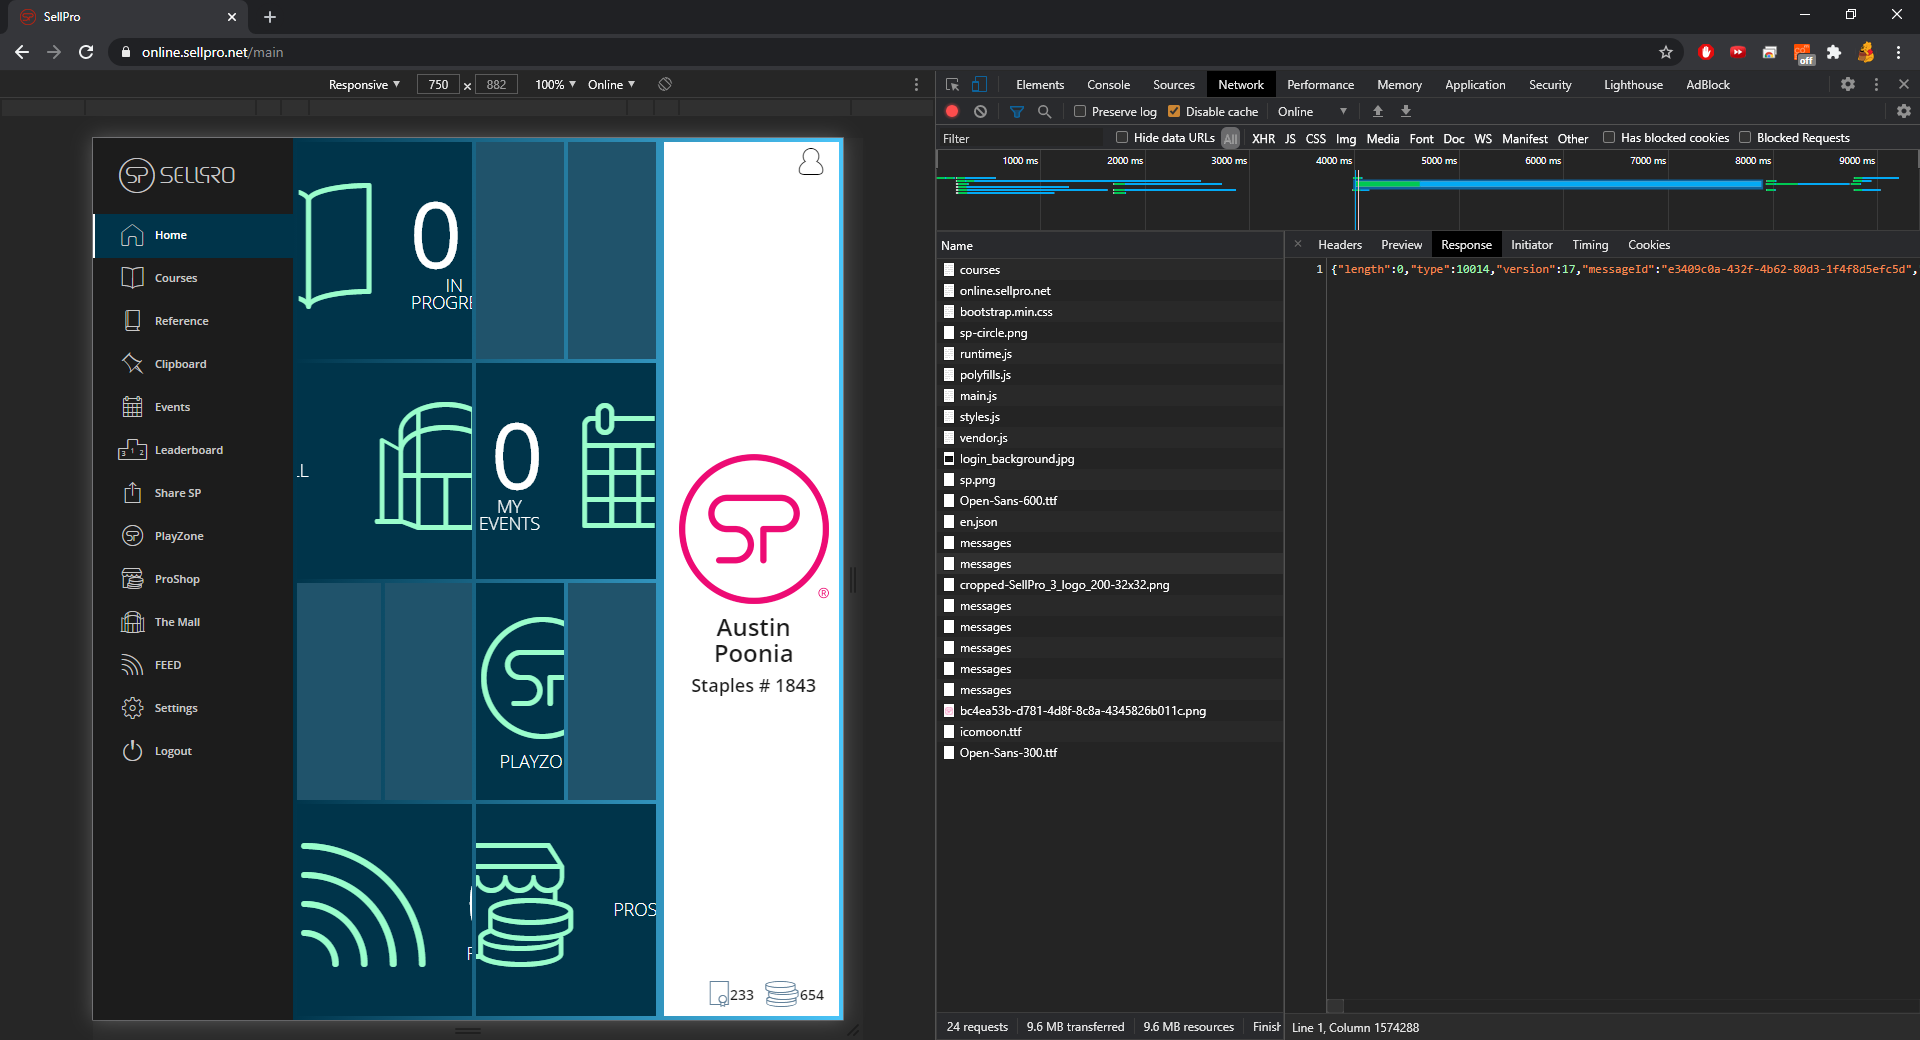 SellPro
online.sellpro.net/main
off
Responsive 750 x 882 100% Online
Elements Console Sources Network Performance Memory Application Security Lighthouse AdBlock
Preserve log Disable cache Online
Filter Hide data URLs All XHR JS CSS Img Media Font Doc WS Manifest Other Has blocked cookies Blocked Requests
1000 ms 2000 ms 3000 ms 4000 ms 5000 ms 6000 ms 7000 ms 8000 ms 9000 ms
SP SELLPRO
Home
Courses
Reference
Clipboard
Events
Leaderboard
Share SP
PlayZone
ProShop
The Mall
FEED
Settings
Logout
0
IN
PROGRE
LL
0
MY
EVENTS
PLAYZO
PROS
SP
®
Austin
Poonia
Staples # 1843
233 654
Name
courses
online.sellpro.net
bootstrap.min.css
sp-circle.png
runtime.js
polyfills.js
main.js
styles.js
vendor.js
login_background.jpg
sp.png
Open-Sans-600.ttf
en.json
messages
messages
cropped-SellPro_3_logo_200-32x32.png
messages
messages
messages
messages
messages
bc4ea53b-d781-4d8f-8c8a-4345826b011c.png
icomoon.ttf
Open-Sans-300.ttf
24 requests 9.6 MB transferred 9.6 MB resources Finish
Headers Preview Response Initiator Timing Cookies
1 {"length":0,"type":10014,"version":17,"messageId":"e3409c0a-432f-4b62-80d3-1f4f8d5efc5d",
Line 1, Column 1574288